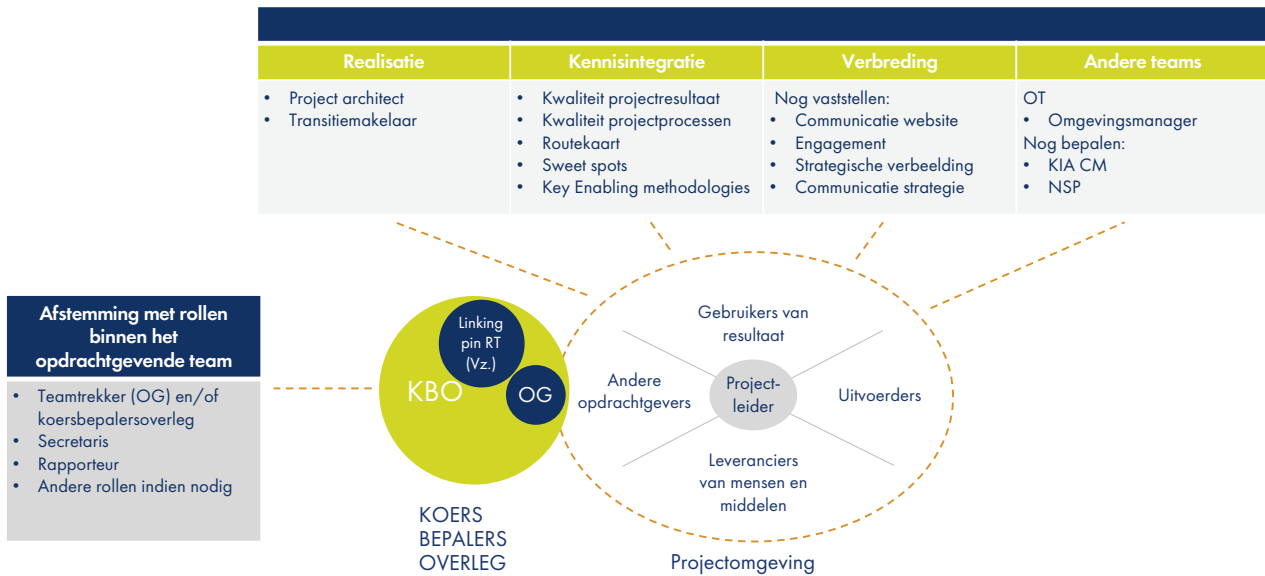 Realisatie
Kennisintegratie
Verbreding
Andere teams
• Project architect
• Transitiemakelaar
• Kwaliteit projectresultaat
• Kwaliteit projectprocessen
• Routekaart
• Sweet spots
• Key Enabling methodologies
Nog vaststellen:
• Communicatie website
• Engagement
• Strategische verbeelding
• Communicatie strategie
OT
• Omgevingsmanager
Nog bepalen:
• KIA CM
• NSP
Afstemming met rollen
binnen het
opdrachtgevende team
• Teamtrekker (OG) en/of
koersbepalersoverleg
• Secretaris
• Rapporteur
• Andere rollen indien nodig
KBO
Linking
pin RT
(Vz.)
OG
Gebruikers van
resultaat
Andere
opdrachtgevers
Project-
leider
Uitvoerders
Leveranciers
van mensen en
middelen
KOERS
BEPALERS
OVERLEG
Projectomgeving